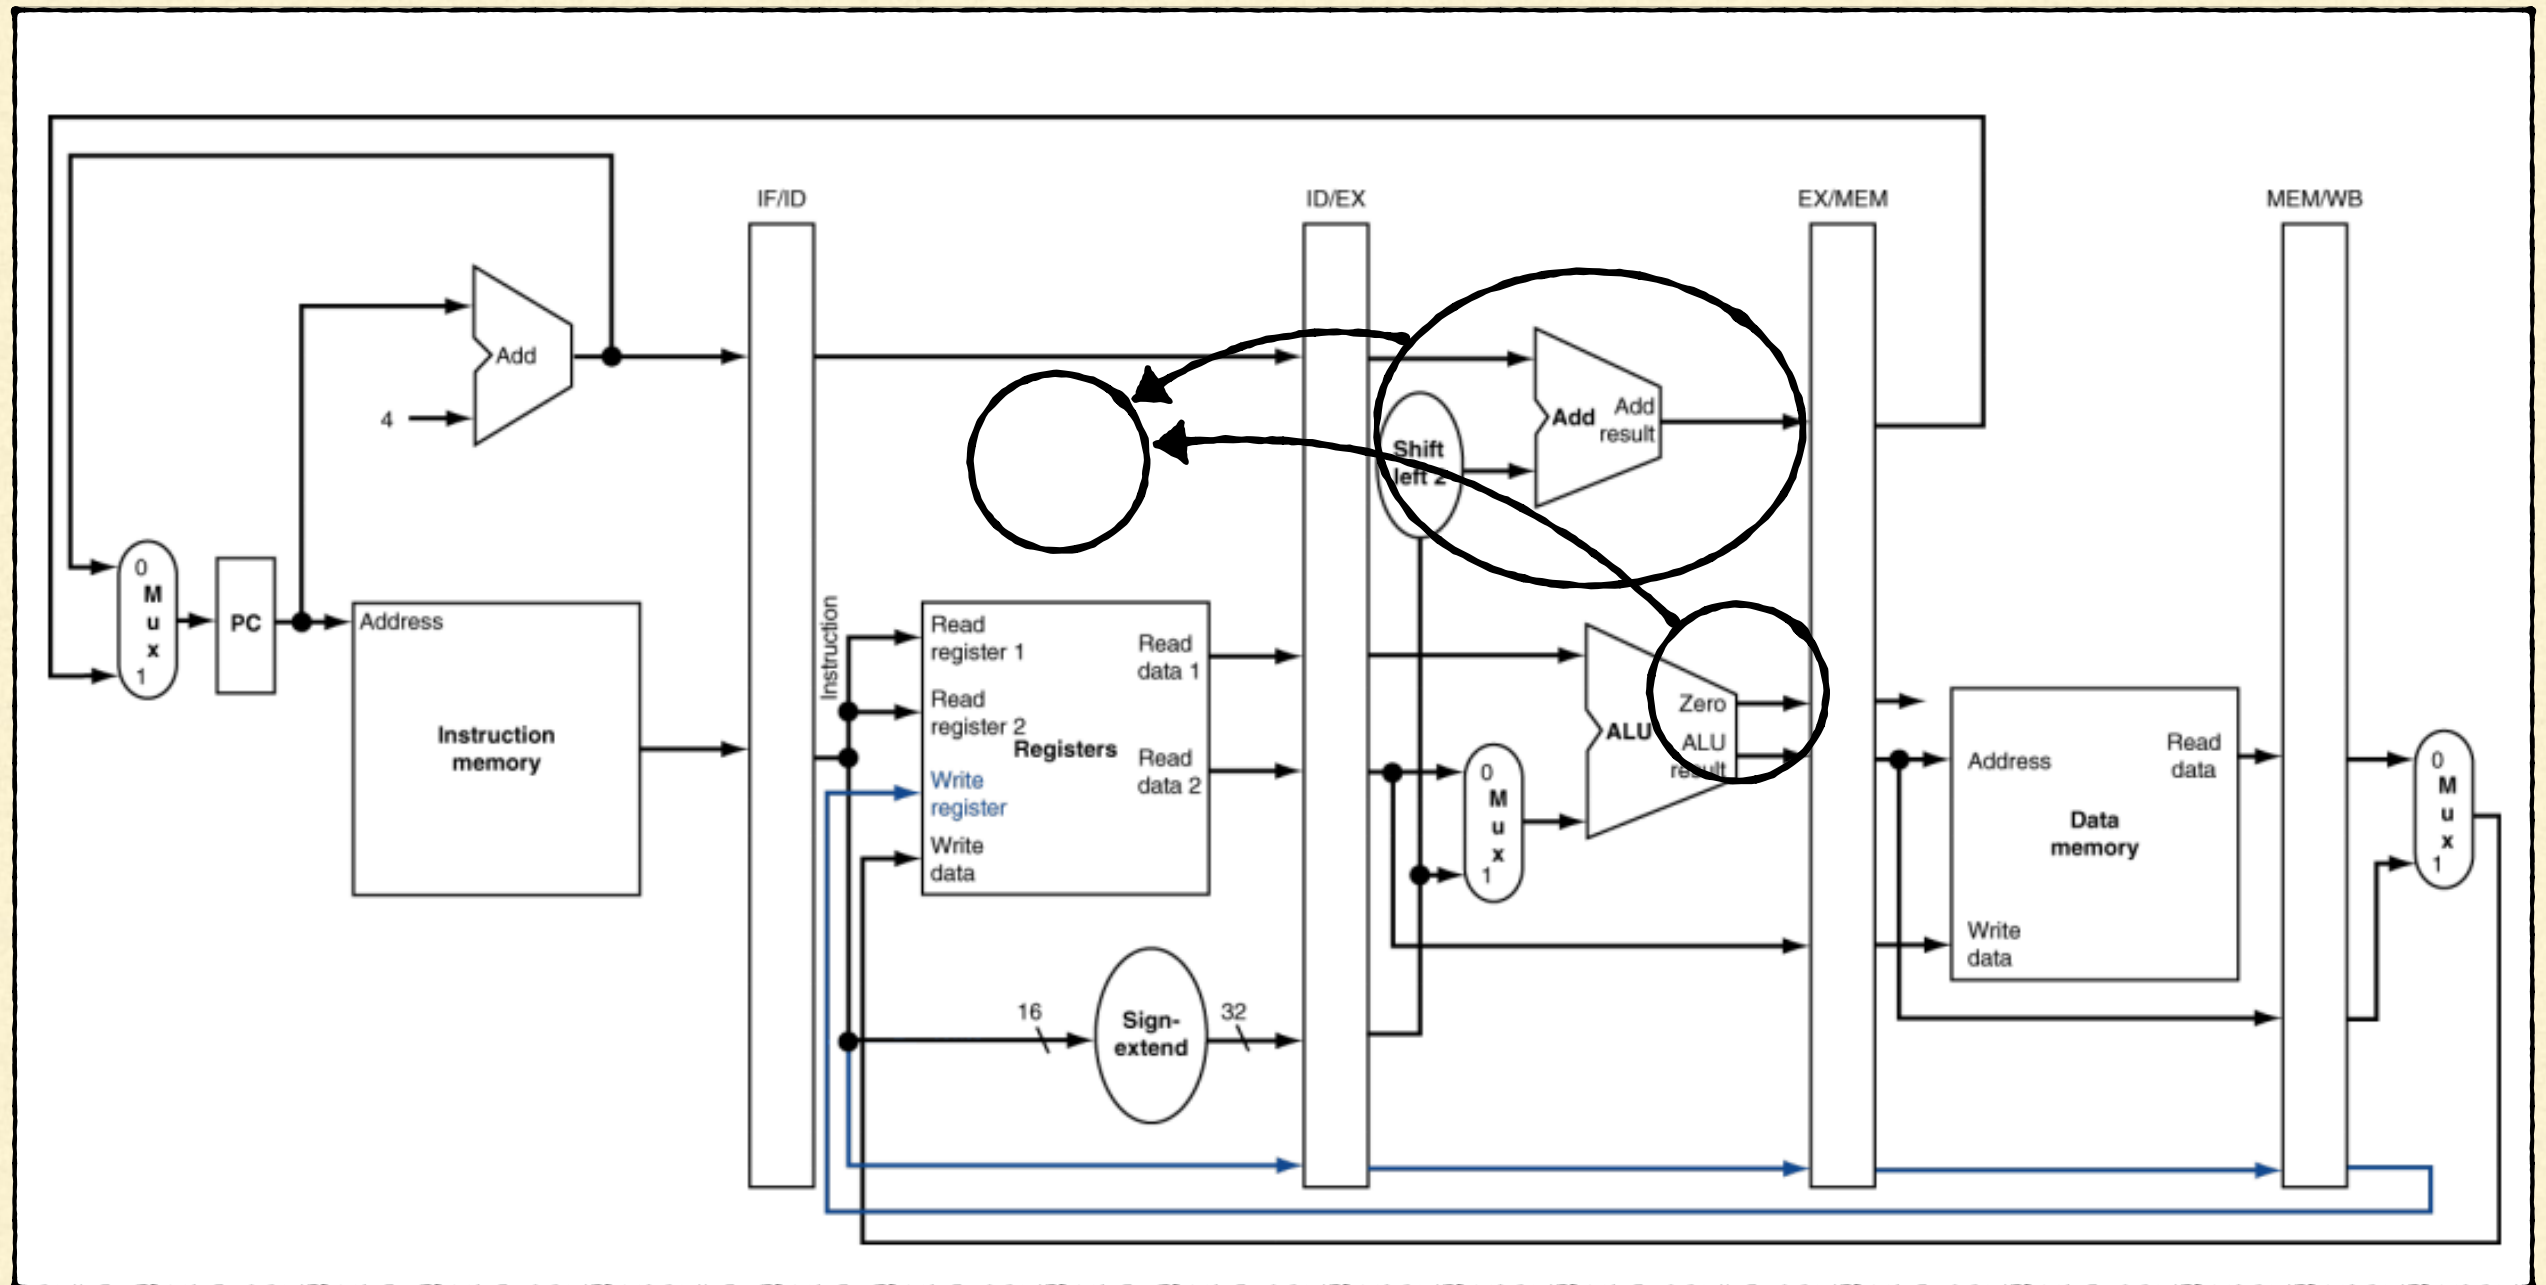 IF/ID
ID/EX
EX/MEM
MEM/WB
Add
4
Shift
left 2
Add
Add
result
0
M
u
x
1
PC
Address
Instruction
memory
Instruction
Read
register 1
Read
register 2
Write
register
Write
data
Registers
Read
data 1
Read
data 2
16
Sign-
extend
32
0
M
u
x
1
ALU
Zero
ALU
result
Address
Read
data
Data
memory
Write
data
0
M
u
x
1